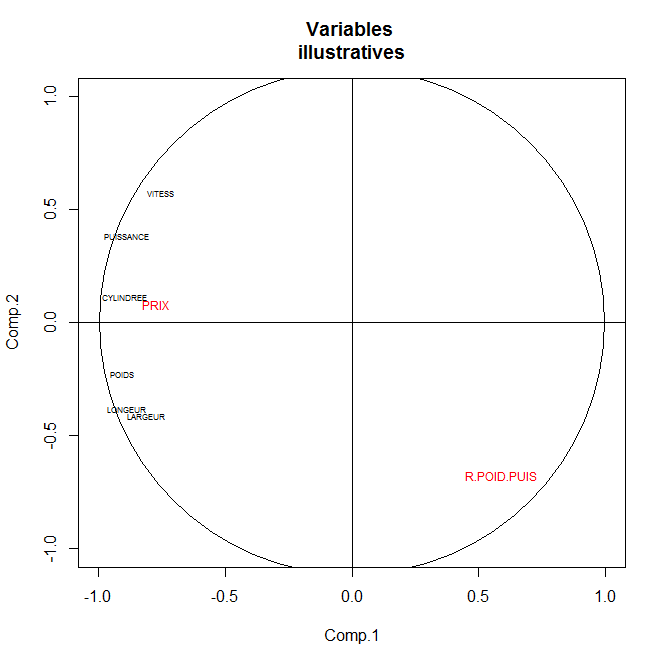 Variables
illustratives
1.0
0.5
0.0
-0.5
-1.0
Comp.2
VITESS
PUISSANCE
CYLINDREE
PRIX
POIDS
LONGEUR
LARGEUR
R.POID.PUIS
-1.0 -0.5 0.0 0.5 1.0
Comp.1